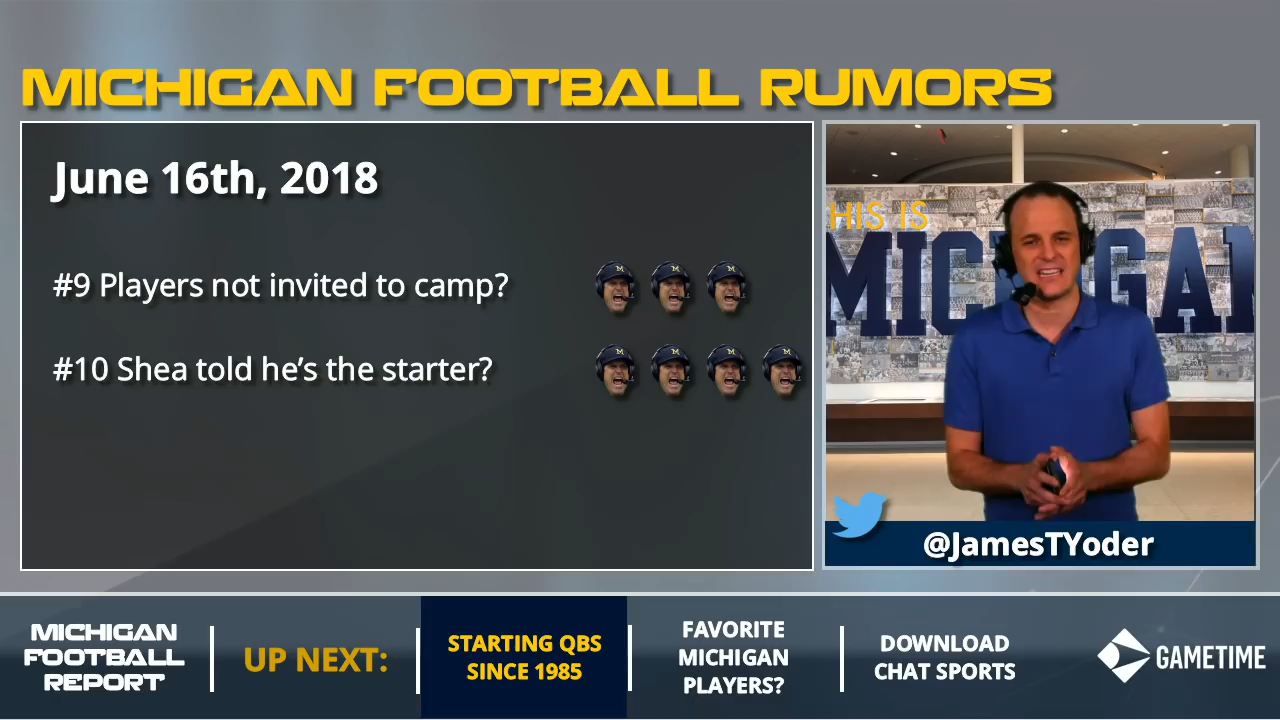 MICHIGAN FOOTBALL RUMORS
June 16th, 2018
#9 Players not invited to camp?
#10 Shea told he's the starter?
HIS IS
MICHIGAN
@JamesTYoder
MICHIGAN
FOOTBALL
REPORT
UP NEXT:
STARTING QBS
SINCE 1985
FAVORITE
MICHIGAN
PLAYERS?
DOWNLOAD
CHAT SPORTS
GAMETIME